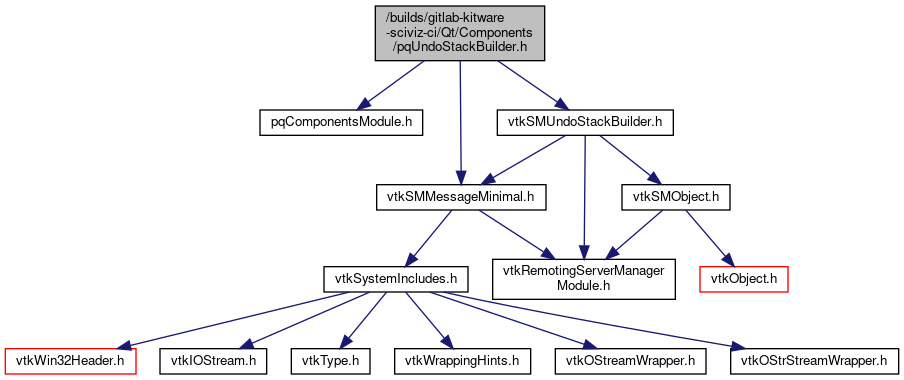 /builds/gitlab-kitware
-sciviz-ci/Qt/Components
/pqUndoStackBuilder.h
pqComponentsModule.h
vtkSMUndoStackBuilder.h
vtkSMMessageMinimal.h
vtkSMObject.h
vtkSystemIncludes.h
vtkRemotingServerManager
Module.h
vtkObject.h
vtkWin32Header.h
vtkIOStream.h
vtkType.h
vtkWrappingHints.h
vtkOStreamWrapper.h
vtkOStrStreamWrapper.h